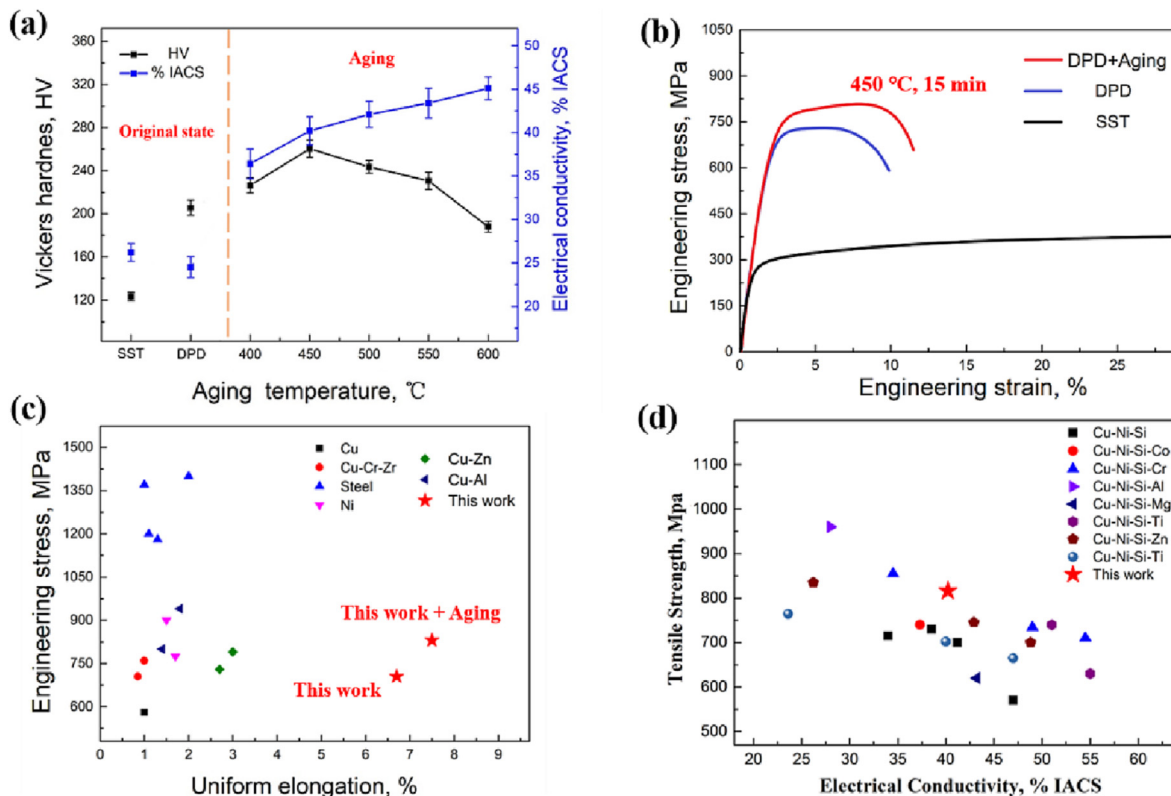 (a)
360
320
280
240
200
160
120
Vickers hardnes, HV
HV
% IACS
Original state
Aging
50
45
40
35
30
25
20
Electrical conductivity, % IACS
SST DPD 400 450 500 550 600
Aging temperature, ℃
(b)
1050
900
750
600
450
300
150
0
Engineering stress, MPa
450 °C, 15 min
DPD+Aging
DPD
SST
0 5 10 15 20 25
Engineering strain, %
(c)
1500
1350
1200
1050
900
750
600
Engineering stress, MPa
Cu
Cu-Cr-Zr
Steel
Ni
Cu-Zn
Cu-Al
This work
This work + Aging
This work
0 1 2 3 4 5 6 7 8 9
Uniform elongation, %
(d)
1100
1000
900
800
700
600
500
Tensile Strength, Mpa
Cu-Ni-Si
Cu-Ni-Si-Co
Cu-Ni-Si-Cr
Cu-Ni-Si-Al
Cu-Ni-Si-Mg
Cu-Ni-Si-Ti
Cu-Ni-Si-Zn
Cu-Ni-Si-Ti
This work
20 25 30 35 40 45 50 55 60
Electrical Conductivity, % IACS